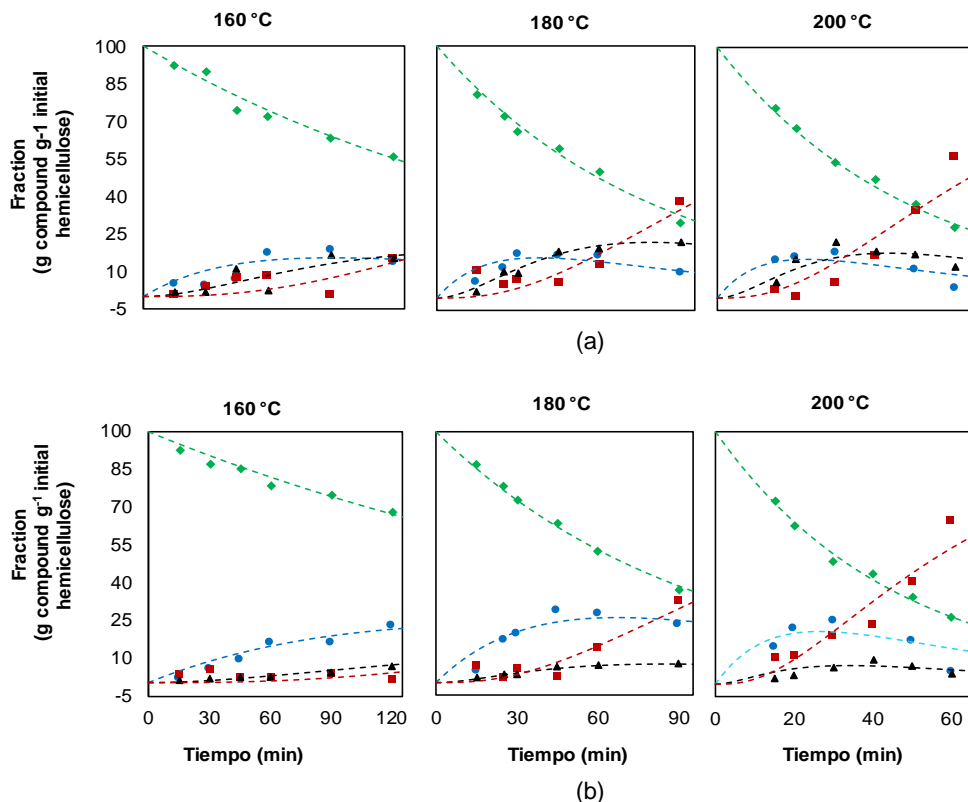 160 °C
180 °C
200 °C
Fraction
(g compound g-1 initial
hemicellulose)
100
85
70
55
40
25
10
-5
(a)
160 °C
180 °C
200 °C
Fraction
(g compound g-1 initial
hemicellulose)
100
85
70
55
40
25
10
-5
0 30 60 90 120
0 30 60 90
0 20 40 60
Tiempo (min)
Tiempo (min)
Tiempo (min)
(b)